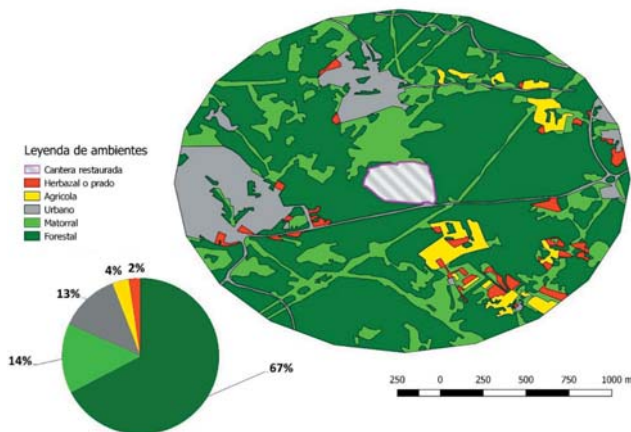 Leyenda de ambientes
Cantera restaurada
Herbazal o prado
Agrícola
Urbano
Matorral
Forestal
4% 2%
13%
14%
67%
250 0 250 500 750 1000 m